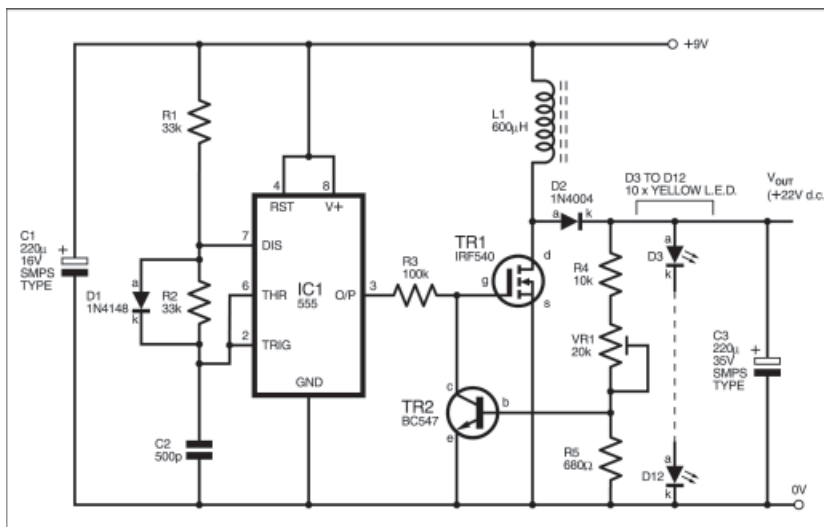 +9V
R1
33k
L1
600µH
4
8
RST
V+
D2
1N4004
D3 TO D12
10 x YELLOW L.E.D.
VOUT
(+22V d.c.)
a
k
C1
220µ
16V
SMPS
TYPE
+
7
DIS
TR1
IRF540
d
g
s
R3
100k
a
D3
k
R4
10k
D1
1N4148
a
k
R2
33k
6
THR
IC1
555
O/P
3
2
TRIG
GND
VR1
20k
C3
220µ
35V
SMPS
TYPE
+
TR2
BC547
c
b
e
C2
500p
R5
680Ω
a
D12
k
0V